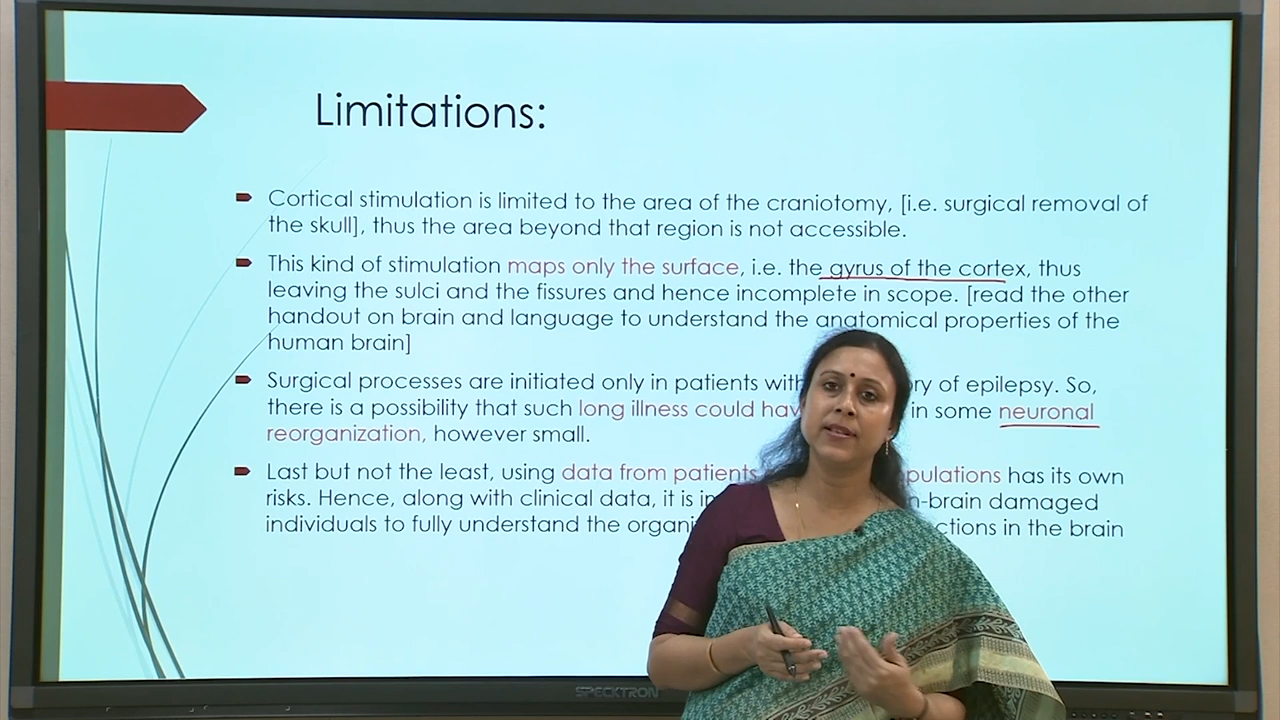 Limitations:
Cortical stimulation is limited to the area of the craniotomy, [i.e. surgical removal of
the skull], thus the area beyond that region is not accessible.
This kind of stimulation maps only the surface, i.e. the gyrus of the cortex, thus
leaving the sulci and the fissures and hence incomplete in scope. [read the other
handout on brain and language to understand the anatomical properties of the
human brain]
Surgical processes are initiated only in patients with ry of epilepsy. So,
there is a possibility that such long illness could hav in some neuronal
reorganization, however small.
Last but not the least, using data from patients pulations has its own
risks. Hence, along with clinical data, it is in n-brain damaged
individuals to fully understand the organi ctions in the brain
SPECKTRON